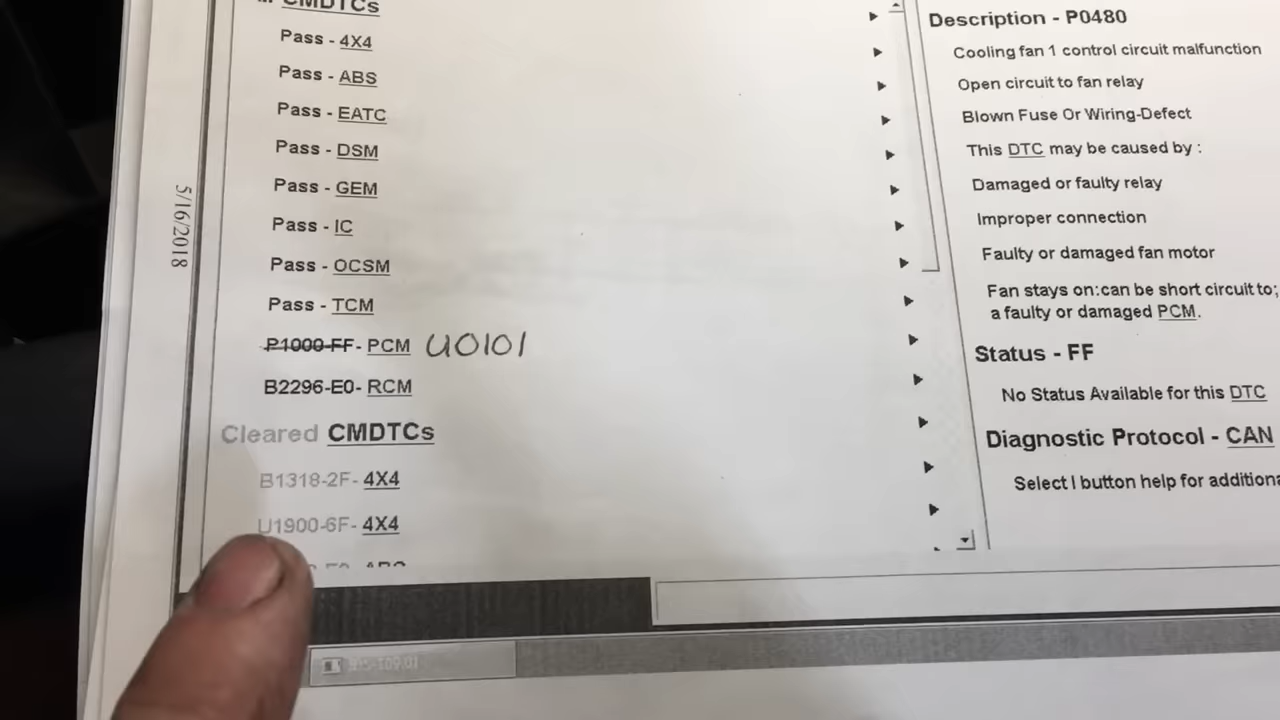 CMDTCs
Pass - 4X4
Pass - ABS
Pass - EATC
Pass - DSM
Pass - GEM
Pass - IC
Pass - OCSM
Pass - TCM
P1000-FF- PCM U0101
B2296-E0- RCM
Cleared CMDTCs
B1318-2F- 4X4
U1900-6F- 4X4
5/16/2018
Description - P0480
Cooling fan 1 control circuit malfunction
Open circuit to fan relay
Blown Fuse Or Wiring-Defect
This DTC may be caused by :
Damaged or faulty relay
Improper connection
Faulty or damaged fan motor
Fan stays on:can be short circuit to;
a faulty or damaged PCM.
Status - FF
No Status Available for this DTC
Diagnostic Protocol - CAN
Select I button help for additiona